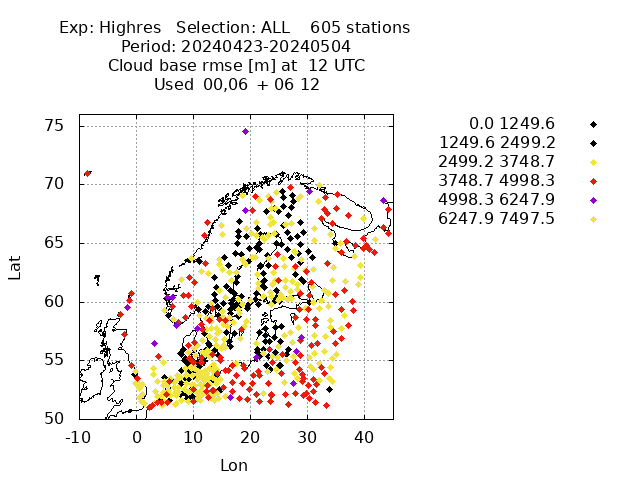 Exp: Highres   Selection: ALL    605 stations
Period: 20240423-20240504
Cloud base rmse [m] at  12 UTC
Used  00,06  + 06 12
0.0 1249.6
1249.6 2499.2
2499.2 3748.7
3748.7 4998.3
4998.3 6247.9
6247.9 7497.5
75
70
65
60
55
50
Lat
-10 0 10 20 30 40
Lon